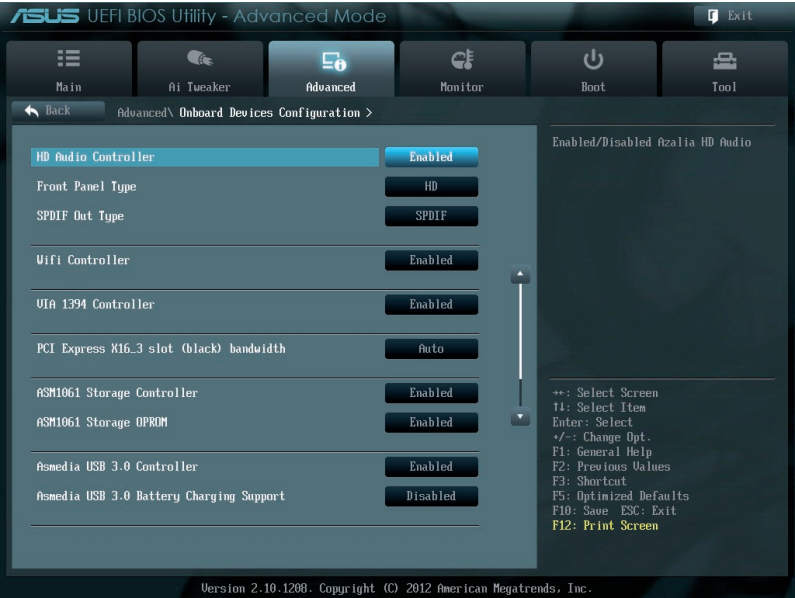 ASUS UEFI BIOS Utility - Advanced Mode
Exit
Main
Ai Tweaker
Advanced
Monitor
Boot
Tool
Back
Advanced\ Onboard Devices Configuration >
HD Audio Controller Enabled
Front Panel Type HD
SPDIF Out Type SPDIF
Wifi Controller Enabled
VIA 1394 Controller Enabled
PCI Express X16_3 slot (black) bandwidth Auto
ASM1061 Storage Controller Enabled
ASM1061 Storage OPROM Enabled
Asmedia USB 3.0 Controller Enabled
Asmedia USB 3.0 Battery Charging Support Disabled
Enabled/Disabled Azalia HD Audio
→←: Select Screen
↑↓: Select Item
Enter: Select
+/-: Change Opt.
F1: General Help
F2: Previous Values
F3: Shortcut
F5: Optimized Defaults
F10: Save ESC: Exit
F12: Print Screen
Version 2.10.1208. Copyright (C) 2012 American Megatrends, Inc.